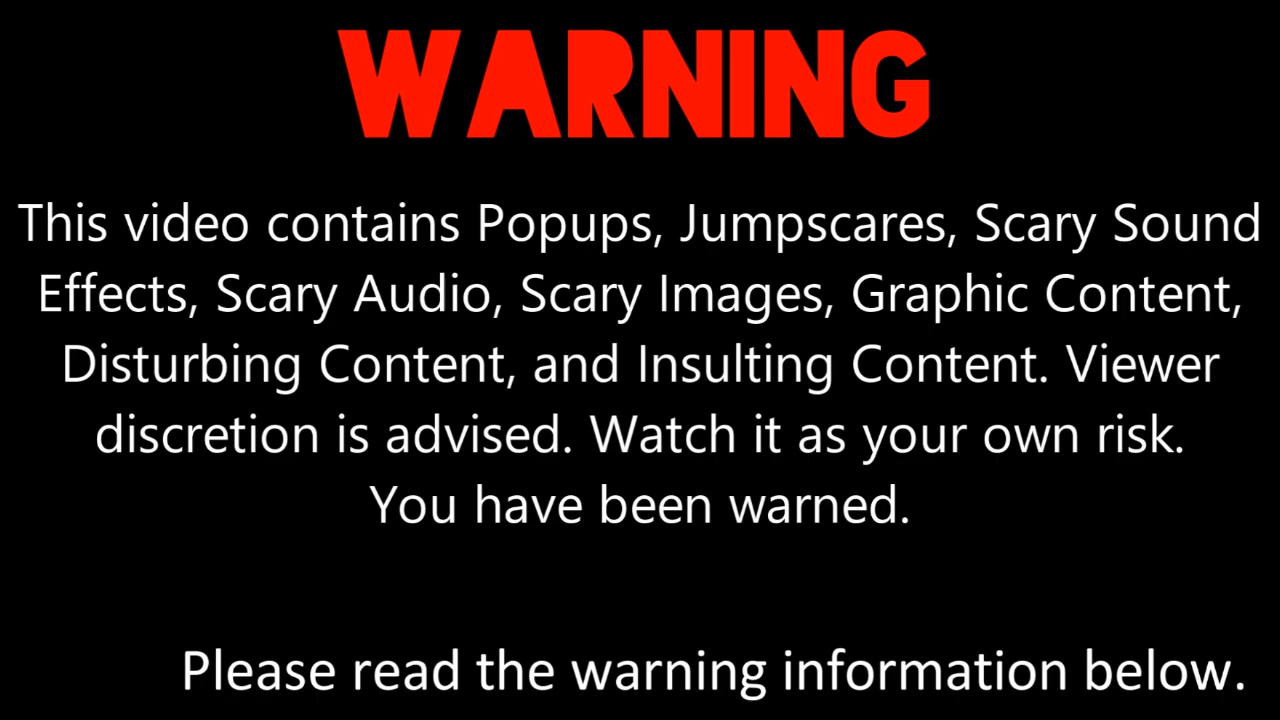 WARNING
This video contains Popups, Jumpscares, Scary Sound
Effects, Scary Audio, Scary Images, Graphic Content,
Disturbing Content, and Insulting Content. Viewer
discretion is advised. Watch it as your own risk.
You have been warned.
Please read the warning information below.